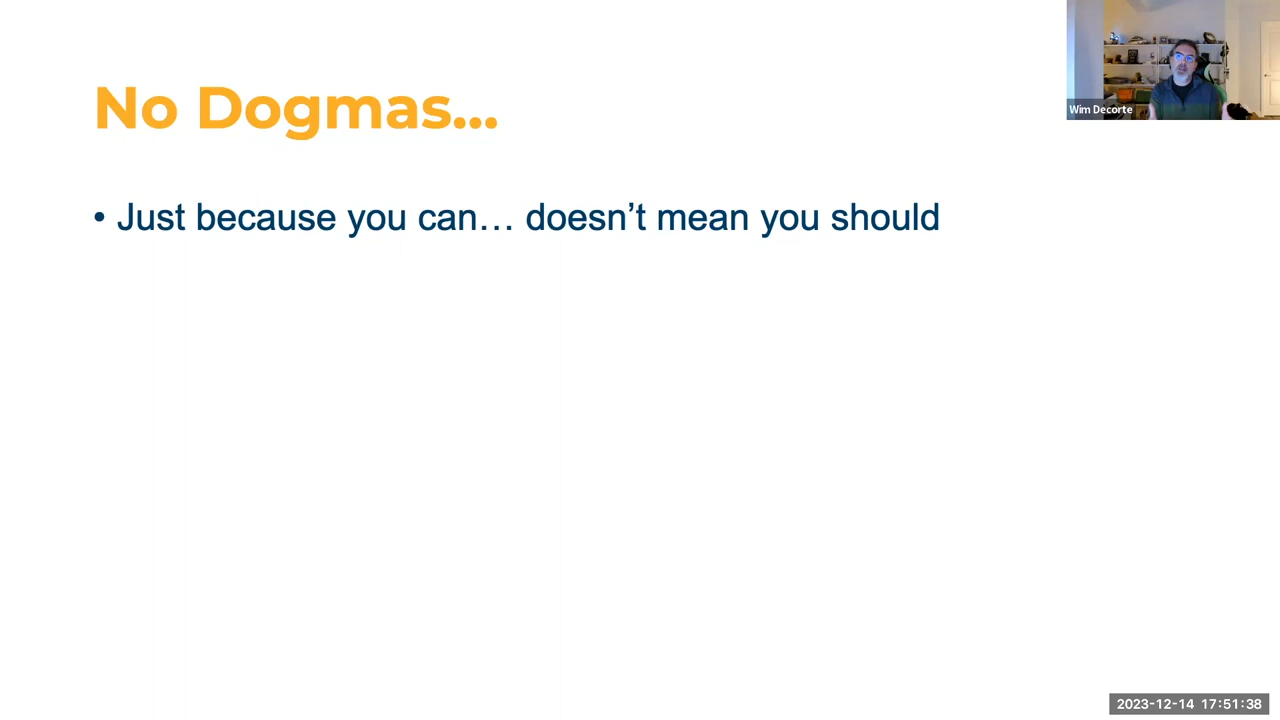 No Dogmas...
• Just because you can… doesn’t mean you should
Wim Decorte
2023-12-14 17:51:38